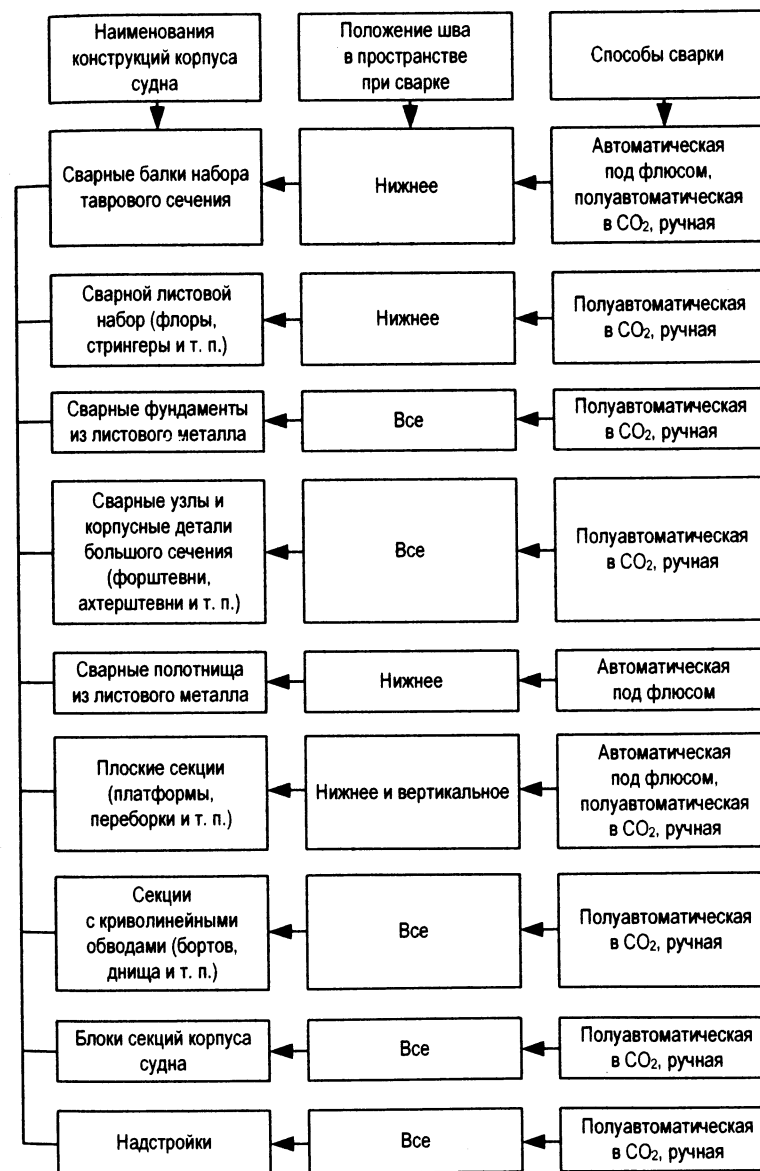 Наименования
конструкций корпуса
судна
Положение шва
в пространстве
при сварке
Способы сварки
Сварные балки набора
таврового сечения
Нижнее
Автоматическая
под флюсом,
полуавтоматическая
в CO₂, ручная
Сварной листовой
набор (флоры,
стрингеры и т. п.)
Нижнее
Полуавтоматическая
в CO₂, ручная
Сварные фундаменты
из листового металла
Все
Полуавтоматическая
в CO₂, ручная
Сварные узлы и
корпусные детали
большого сечения
(форштевни,
ахтерштевни и т. п.)
Все
Полуавтоматическая
в CO₂, ручная
Сварные полотнища
из листового металла
Нижнее
Автоматическая
под флюсом
Плоские секции
(платформы,
переборки и т. п.)
Нижнее и вертикальное
Автоматическая
под флюсом,
полуавтоматическая
в CO₂, ручная
Секции
с криволинейными
обводами (бортов,
днища и т. п.)
Все
Полуавтоматическая
в CO₂, ручная
Блоки секций корпуса
судна
Все
Полуавтоматическая
в CO₂, ручная
Надстройки
Все
Полуавтоматическая
в CO₂, ручная